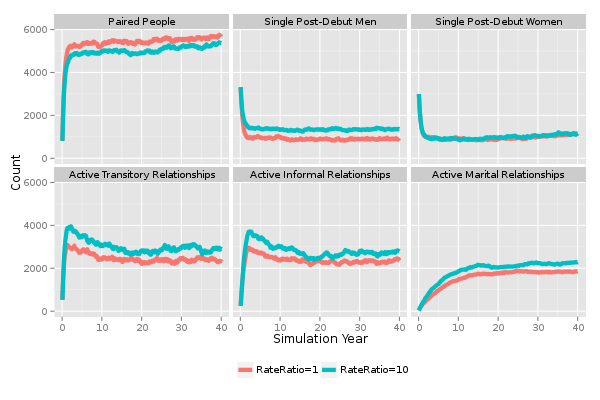 Paired People
Single Post-Debut Men
Single Post-Debut Women
6000
4000
2000
0
Active Transitory Relationships
Active Informal Relationships
Active Marital Relationships
6000
4000
2000
0
0 10 20 30 40
0 10 20 30 40
0 10 20 30 40
Count
Simulation Year
RateRatio=1
RateRatio=10